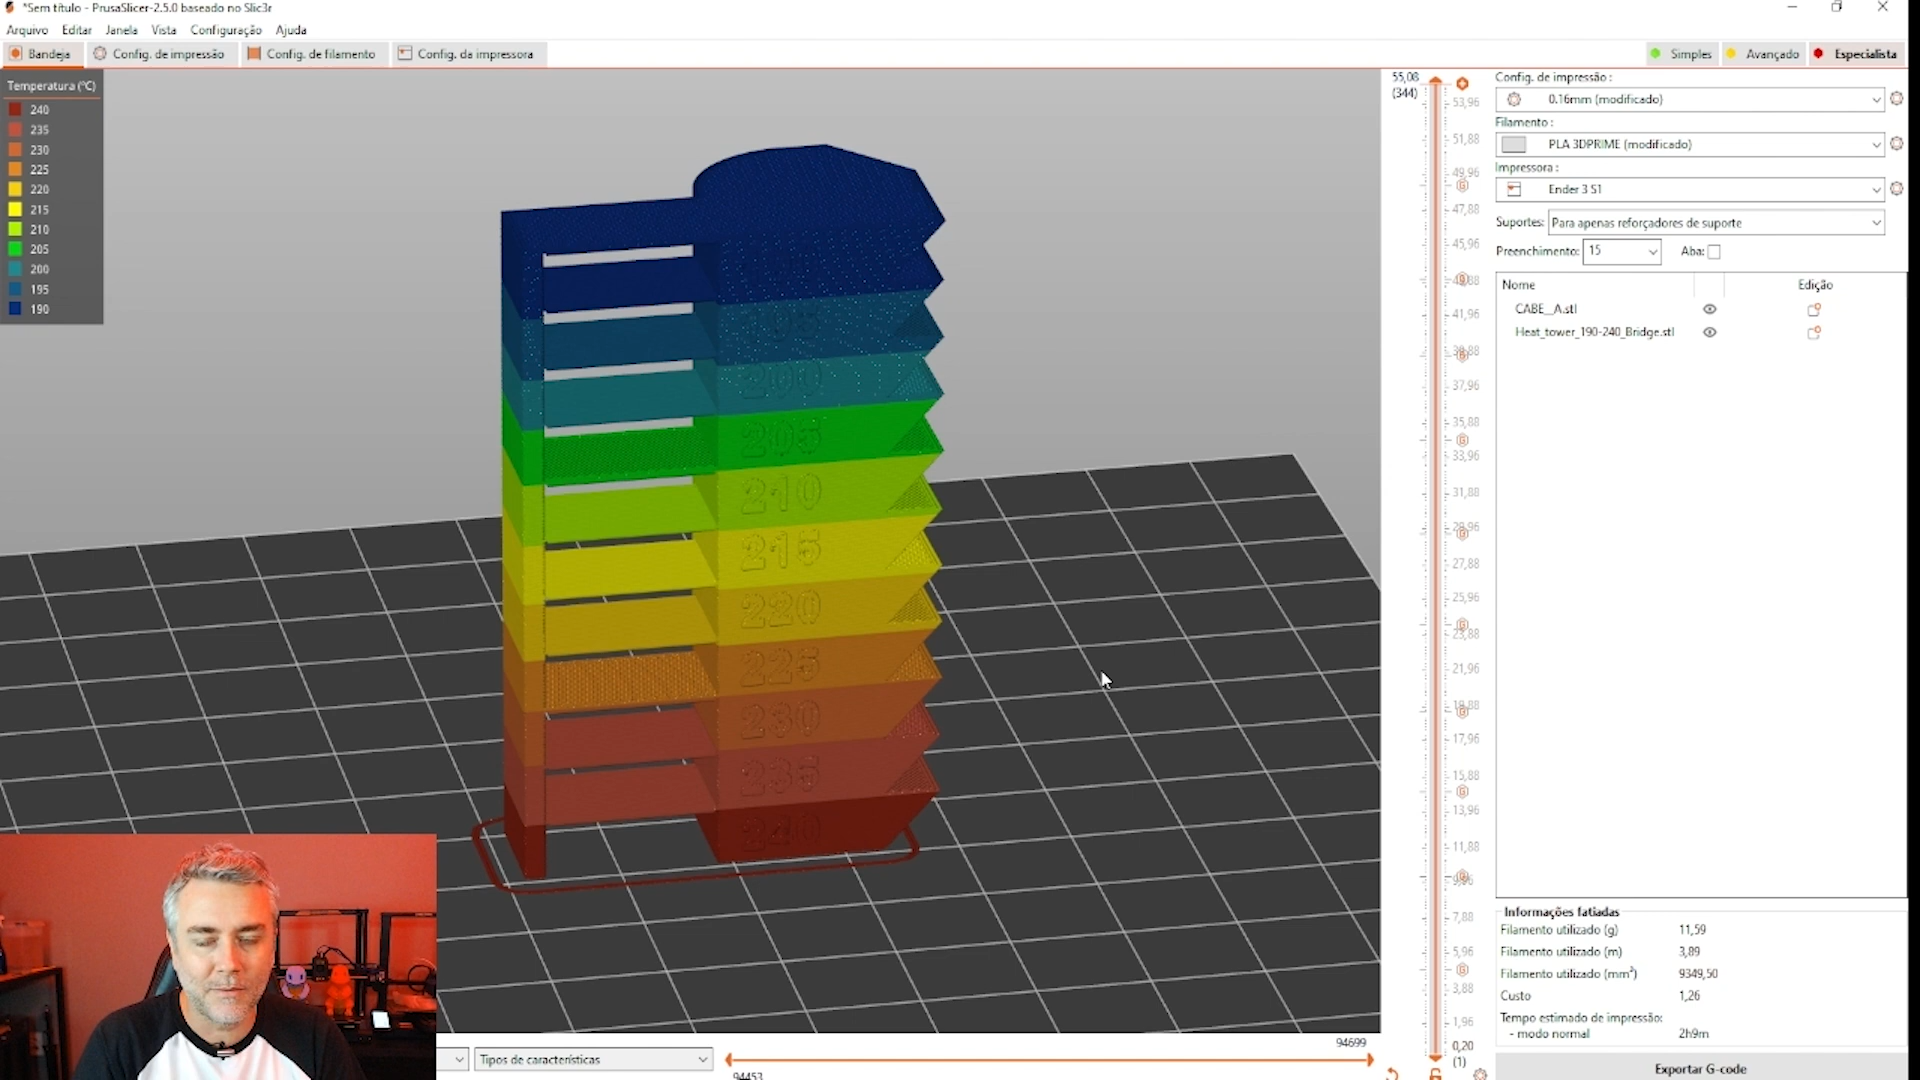 *Sem título - PrusaSlicer-2.5.0 baseado no Slic3r
Arquivo Editar Janela Vista Configuração Ajuda
Bandeja Config. de impressão Config. de filamento Config. da impressora
Simples Avançado Especialista
Temperatura (°C)
240
235
230
225
220
215
210
205
200
195
190
200
205
210
215
220
225
230
235
240
55,08
(344)
53,96
51,88
49,96
47,88
45,96
41,96
37,96
35,88
33,96
31,88
28,96
27,88
25,96
23,88
21,96
17,96
15,88
13,96
11,88
7,88
5,96
3,88
1,96
0,20
(1)
Config. de impressão :
0.16mm (modificado)
Filamento :
PLA 3DPRIME (modificado)
Impressora :
Ender 3 S1
Suportes: Para apenas reforçadores de suporte
Preenchimento: 15 Aba:
Nome Edição
CABE__A.stl
Heat_tower_190-240_Bridge.stl
Informações fatiadas
Filamento utilizado (g) 11,59
Filamento utilizado (m) 3,89
Filamento utilizado (mm³) 9349,50
Custo 1,26
Tempo estimado de impressão:
- modo normal 2h9m
Exportar G-code
Tipos de características
94699
94453